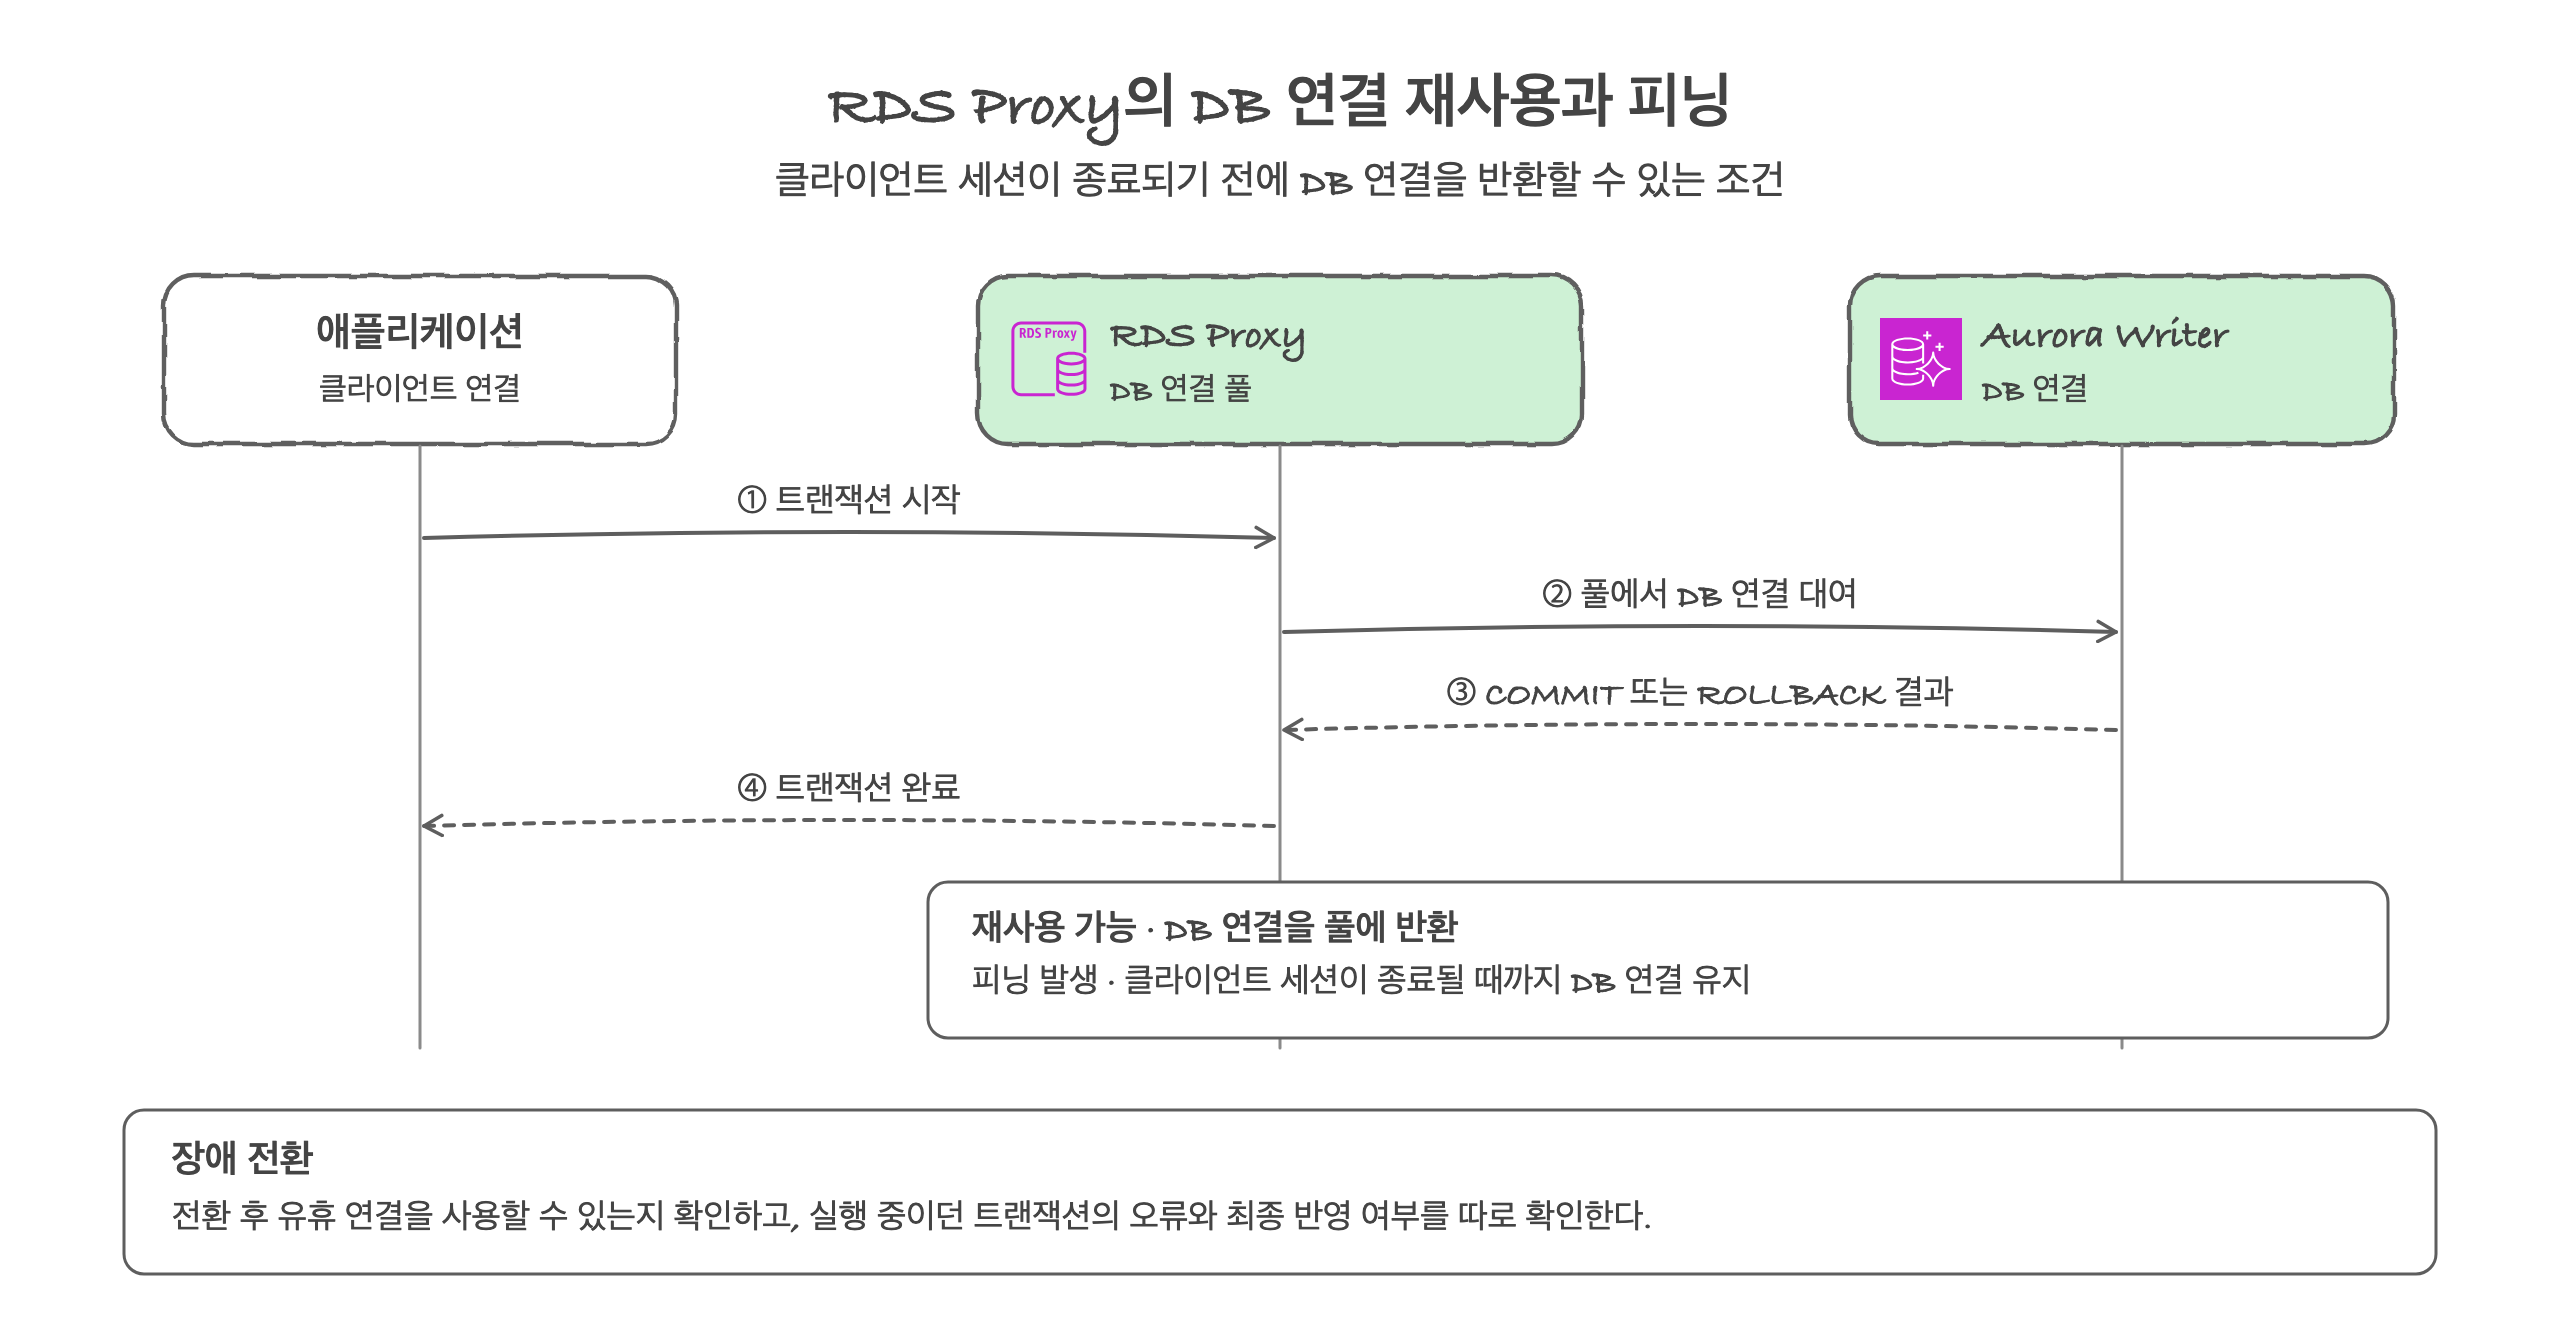 RDS Proxy의 DB 연결 재사용과 피닝
클라이언트 세션이 종료되기 전에 DB 연결을 반환할 수 있는 조건
애플리케이션
클라이언트 연결
RDS Proxy
RDS Proxy
DB 연결 풀
Aurora Writer
DB 연결
① 트랜잭션 시작
② 풀에서 DB 연결 대여
③ COMMIT 또는 ROLLBACK 결과
④ 트랜잭션 완료
재사용 가능 · DB 연결을 풀에 반환
피닝 발생 · 클라이언트 세션이 종료될 때까지 DB 연결 유지
장애 전환
전환 후 유휴 연결을 사용할 수 있는지 확인하고, 실행 중이던 트랜잭션의 오류와 최종 반영 여부를 따로 확인한다.